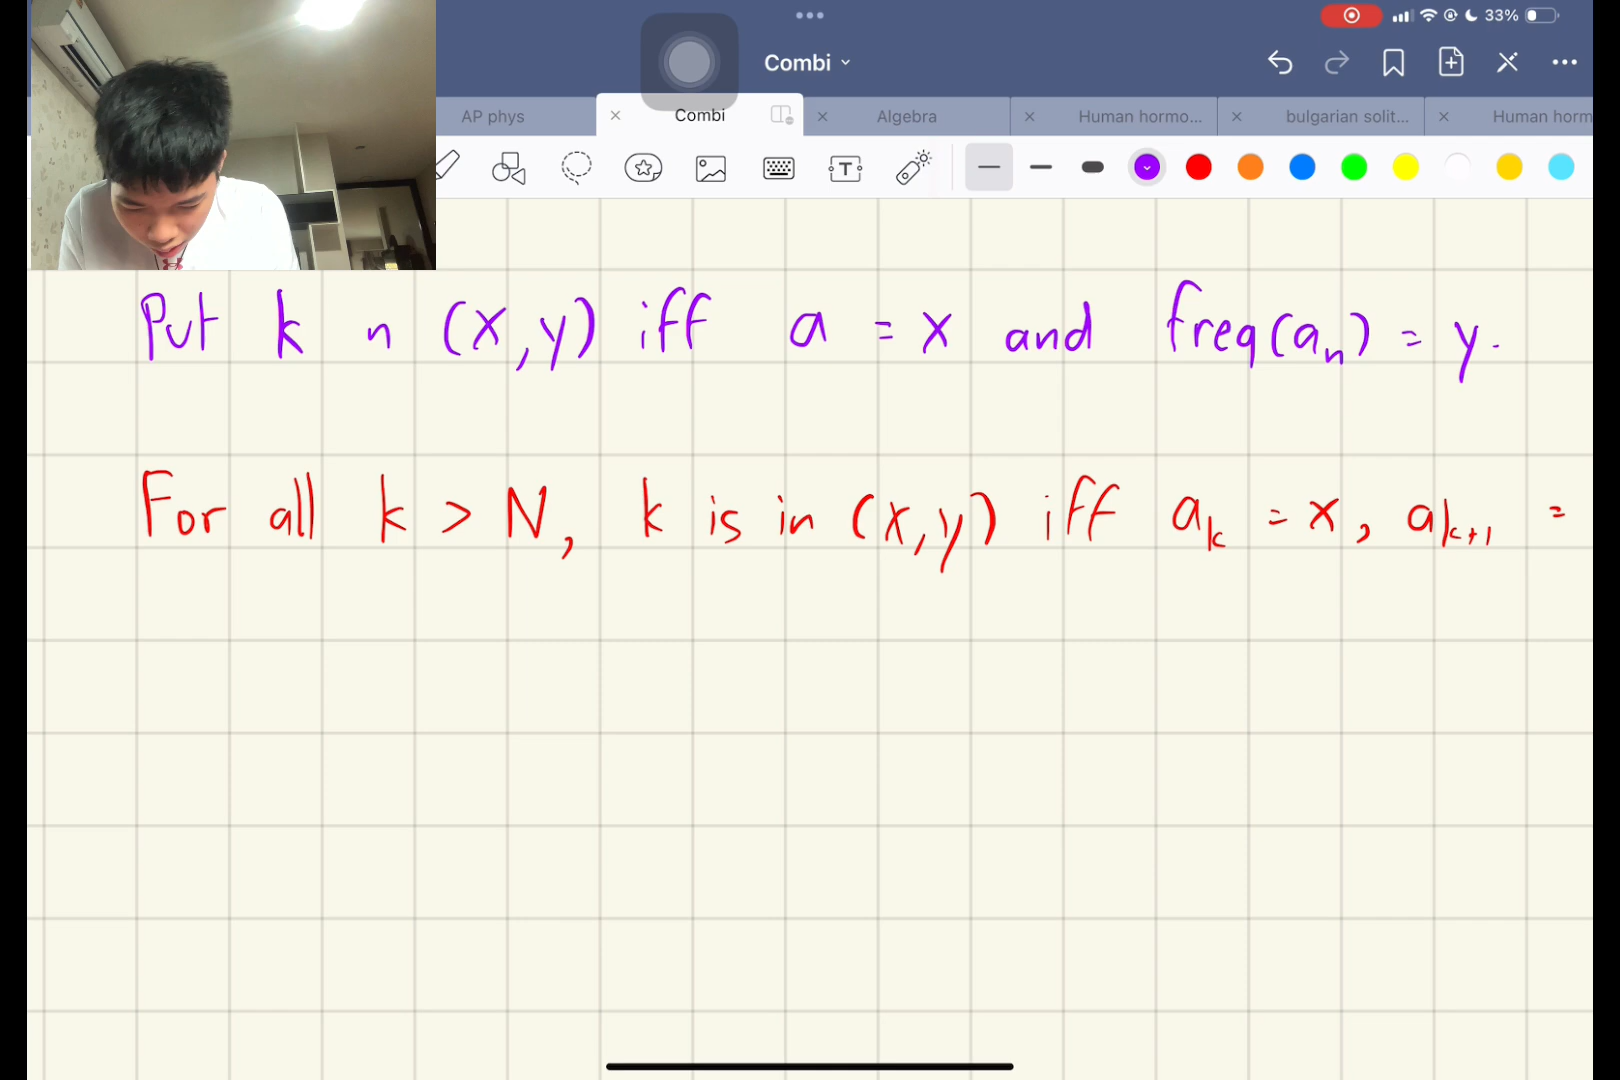 33%
Combi
AP phys
Combi
Algebra
Human hormo...
bulgarian solit...
Human horm
T
Put k n (x,y) iff a = x and freq(aₙ) = y.
For all k > N, k is in (x,y) iff aₖ = x, aₖ₊₁ =